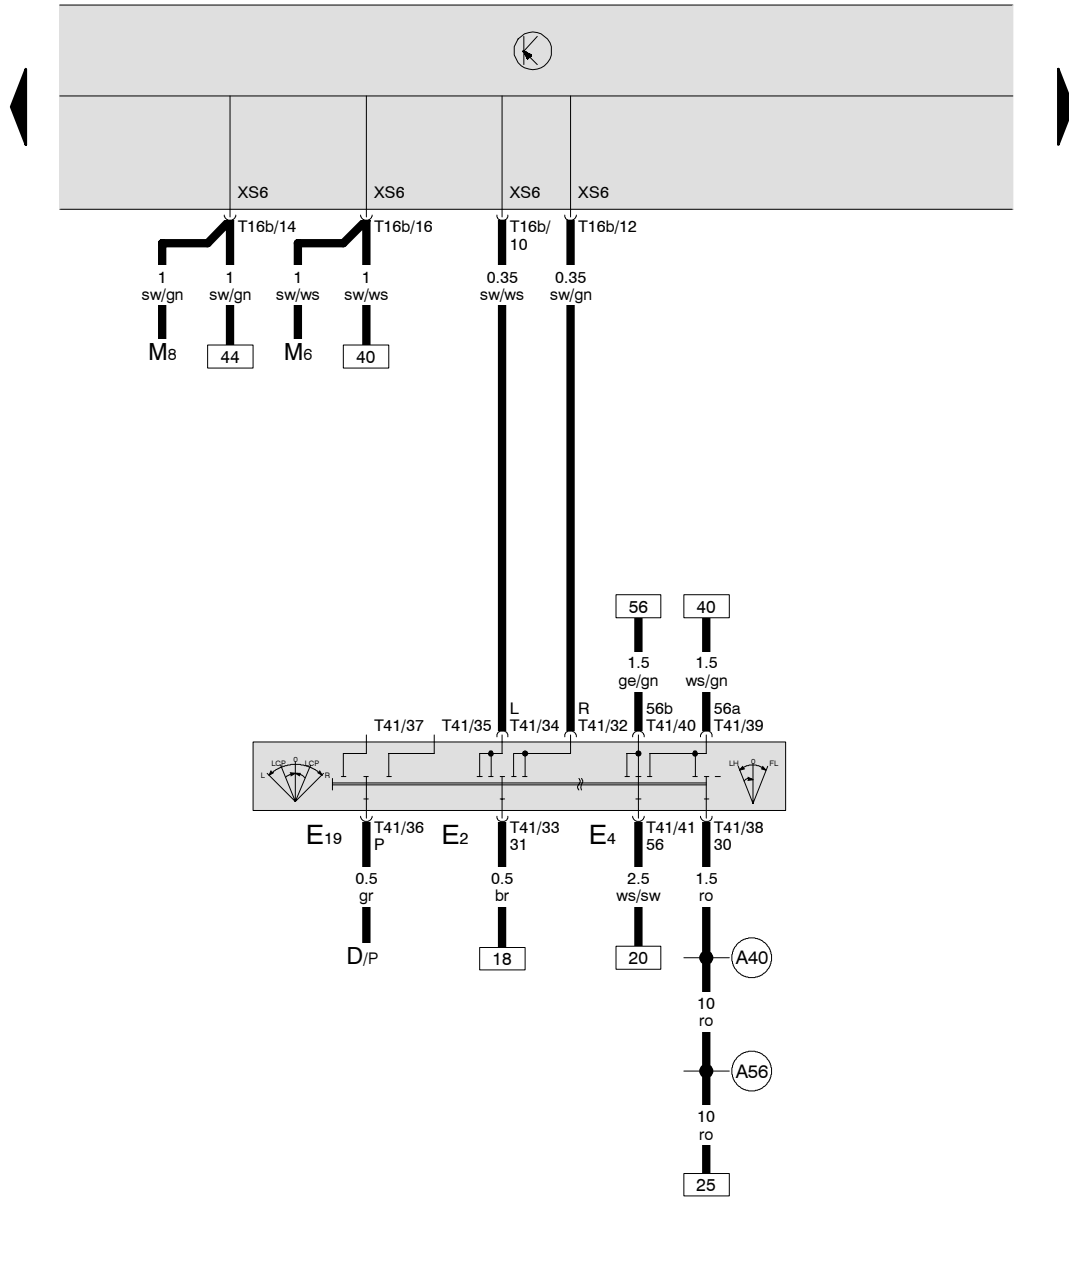 XS6 XS6 XS6 XS6
T16b/14 T16b/16 T16b/ T16b/12
10
1 1 1 1 0.35 0.35
sw/gn sw/gn sw/ws sw/ws sw/ws sw/gn
M8 44 M6 40
56 40
1.5 1.5
ge/gn ws/gn
L R 56b 56a
T41/37 T41/35 T41/34 T41/32 T41/40 T41/39
LCP 0 LCP LH 0 FL
L R
E19 T41/36 E2 T41/33 E4 T41/41 T41/38
P 31 56 30
0.5 0.5 2.5 1.5
gr br ws/sw ro
D/P 18 20 A40
10
ro
A56
10
ro
25